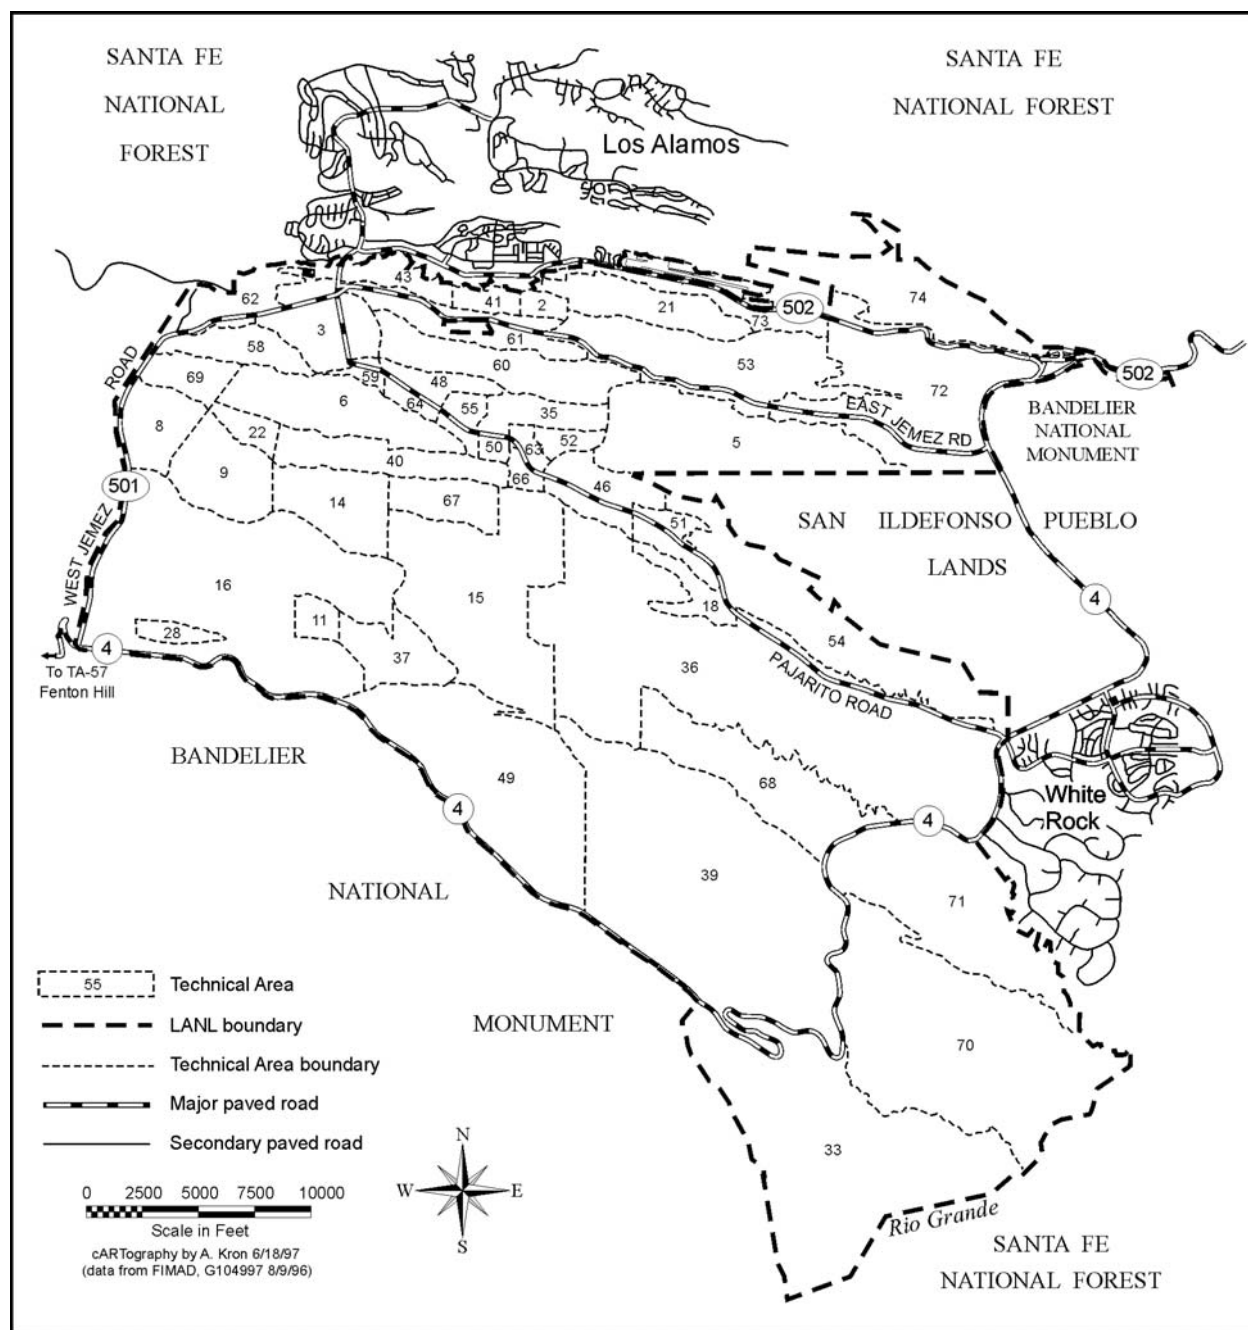 SANTA FE
NATIONAL
FOREST
SANTA FE
NATIONAL FOREST
Los Alamos
43
62
41
2
21
73
502
74
3
61
58
60
53
502
69
59
48
6
64
55
35
72
EAST JEMEZ RD
BANDELIER
NATIONAL
MONUMENT
8
22
50
63
52
5
9
40
66
46
501
14
67
51
SAN ILDEFONSO PUEBLO
LANDS
ROAD
WEST JEMEZ
16
15
18
4
11
28
4
37
54
36
PAJARITO ROAD
To TA-57
Fenton Hill
BANDELIER
49
68
4
4
White
Rock
NATIONAL
39
71
55
Technical Area
LANL boundary
MONUMENT
70
Technical Area boundary
Major paved road
Secondary paved road
33
N
W
E
S
0 2500 5000 7500 10000
Scale in Feet
cARTography by A. Kron 6/18/97
(data from FIMAD, G104997 8/9/96)
Rio Grande
SANTA FE
NATIONAL FOREST